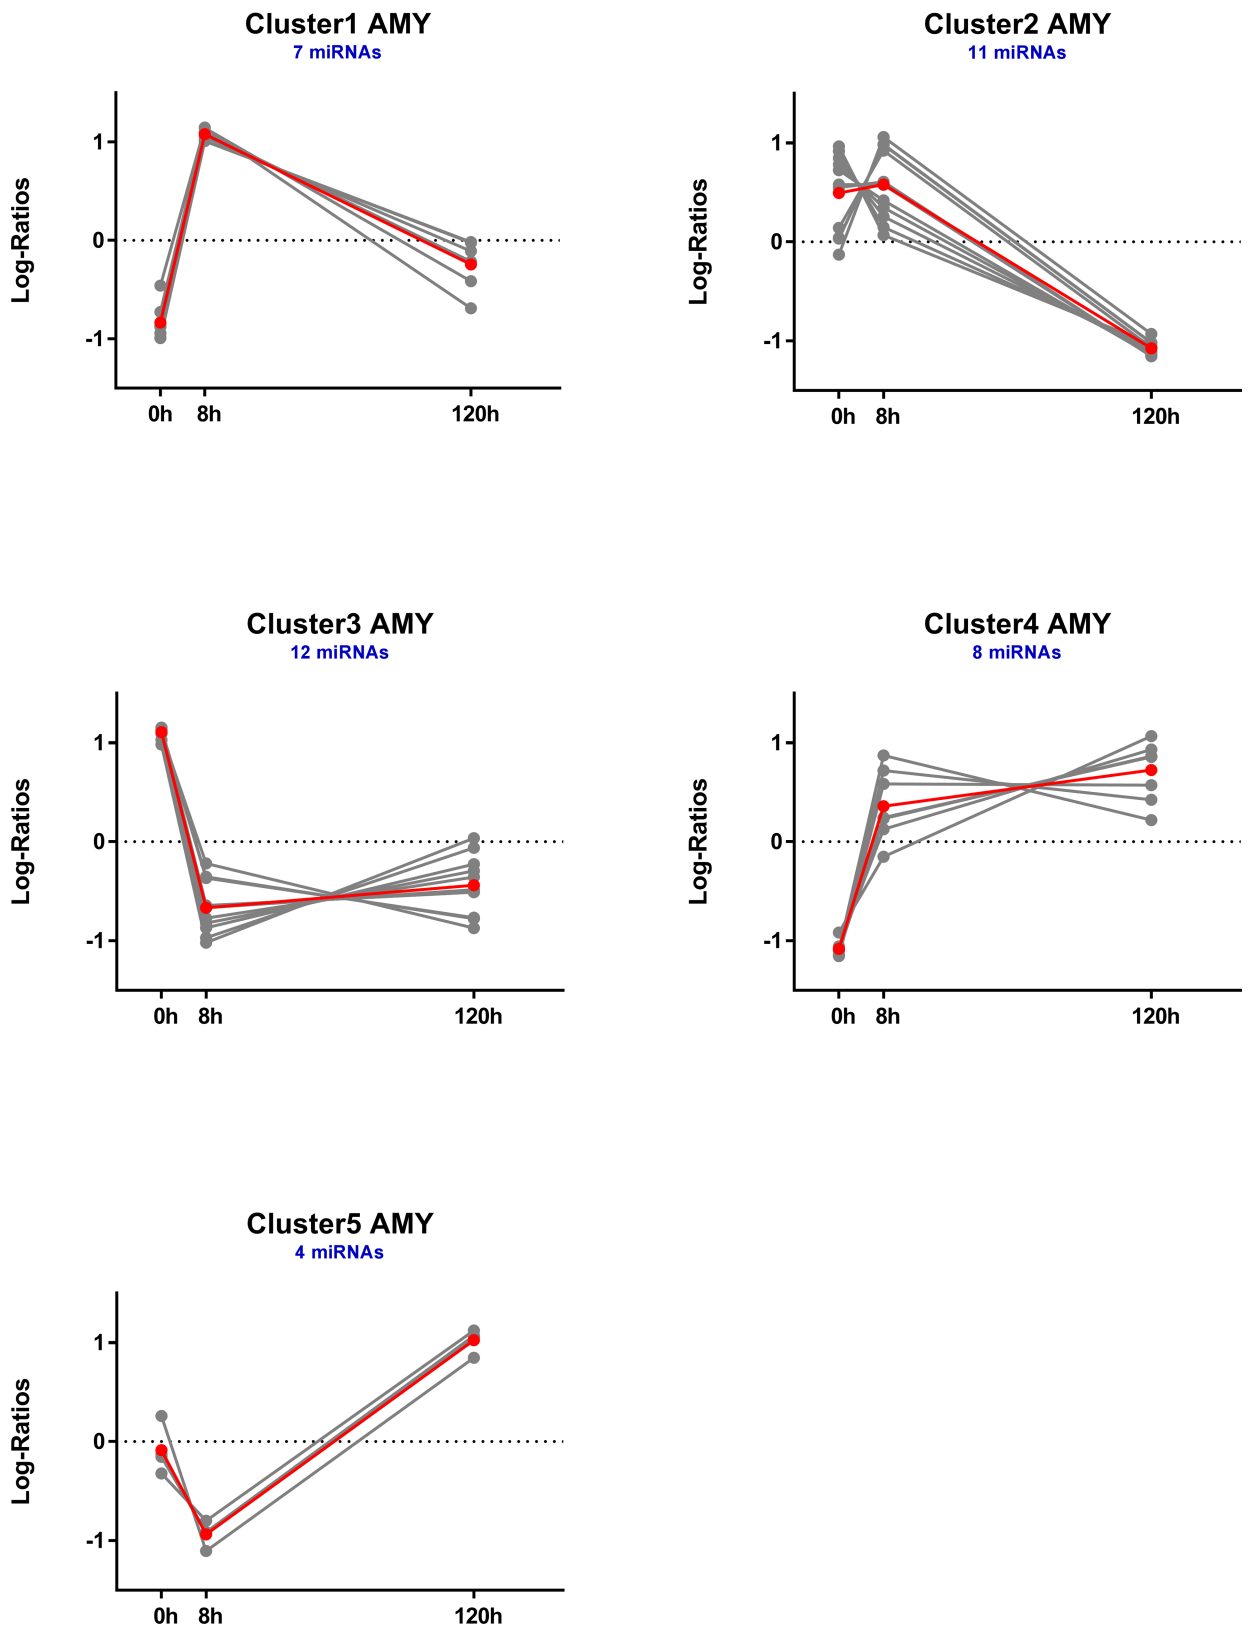 Cluster1 AMY
7 miRNAs
Log-Ratios
1
0
-1
0h 8h 120h
Cluster2 AMY
11 miRNAs
Log-Ratios
1
0
-1
0h 8h 120h
Cluster3 AMY
12 miRNAs
Log-Ratios
1
0
-1
0h 8h 120h
Cluster4 AMY
8 miRNAs
Log-Ratios
1
0
-1
0h 8h 120h
Cluster5 AMY
4 miRNAs
Log-Ratios
1
0
-1
0h 8h 120h